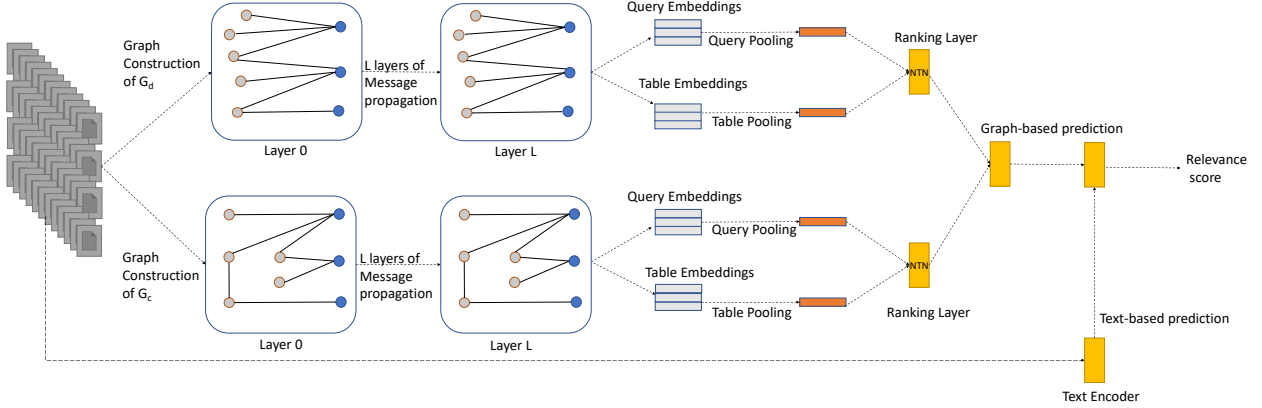 Graph
Construction
of Gd
Layer 0
L layers of
Message
propagation
Layer L
Query Embeddings
Query Pooling
Table Embeddings
Table Pooling
Ranking Layer
NTN
Graph-based prediction
Relevance
score
Graph
Construction
of Gc
Layer 0
L layers of
Message
propagation
Layer L
Query Embeddings
Query Pooling
Table Embeddings
Table Pooling
NTN
Ranking Layer
Text-based prediction
Text Encoder